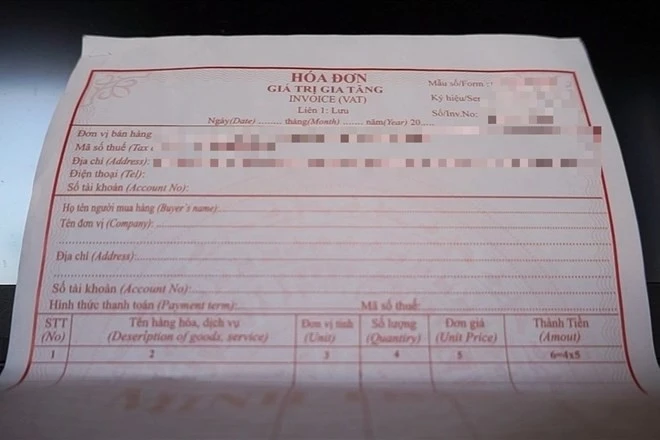 HÓA ĐƠN
GIÁ TRỊ GIA TĂNG
INVOICE (VAT)
Liên 1: Lưu
Ngày(Date) .......... tháng(Month) ........ năm(Year) 20.....
Mẫu số/Form
Ký hiệu/Ser
Số/Inv.No:
Đơn vị bán hàng
Mã số thuế (Tax
Địa chỉ (Address):
Điện thoại (Tel):
Số tài khoản (Account No):
Họ tên người mua hàng (Buyer's name):
Tên đơn vị (Company):
Địa chỉ (Address):
Số tài khoản (Account No):
Hình thức thanh toán (Payment term): Mã số thuế:
STT Tên hàng hóa, dịch vụ Đơn vị tính Số lượng Đơn giá Thành Tiền
(No) (Deseription of goods, service) (Unit) (Quantiry) (Unit Price) (Amout)
1 2 3 4 5 6=4x5